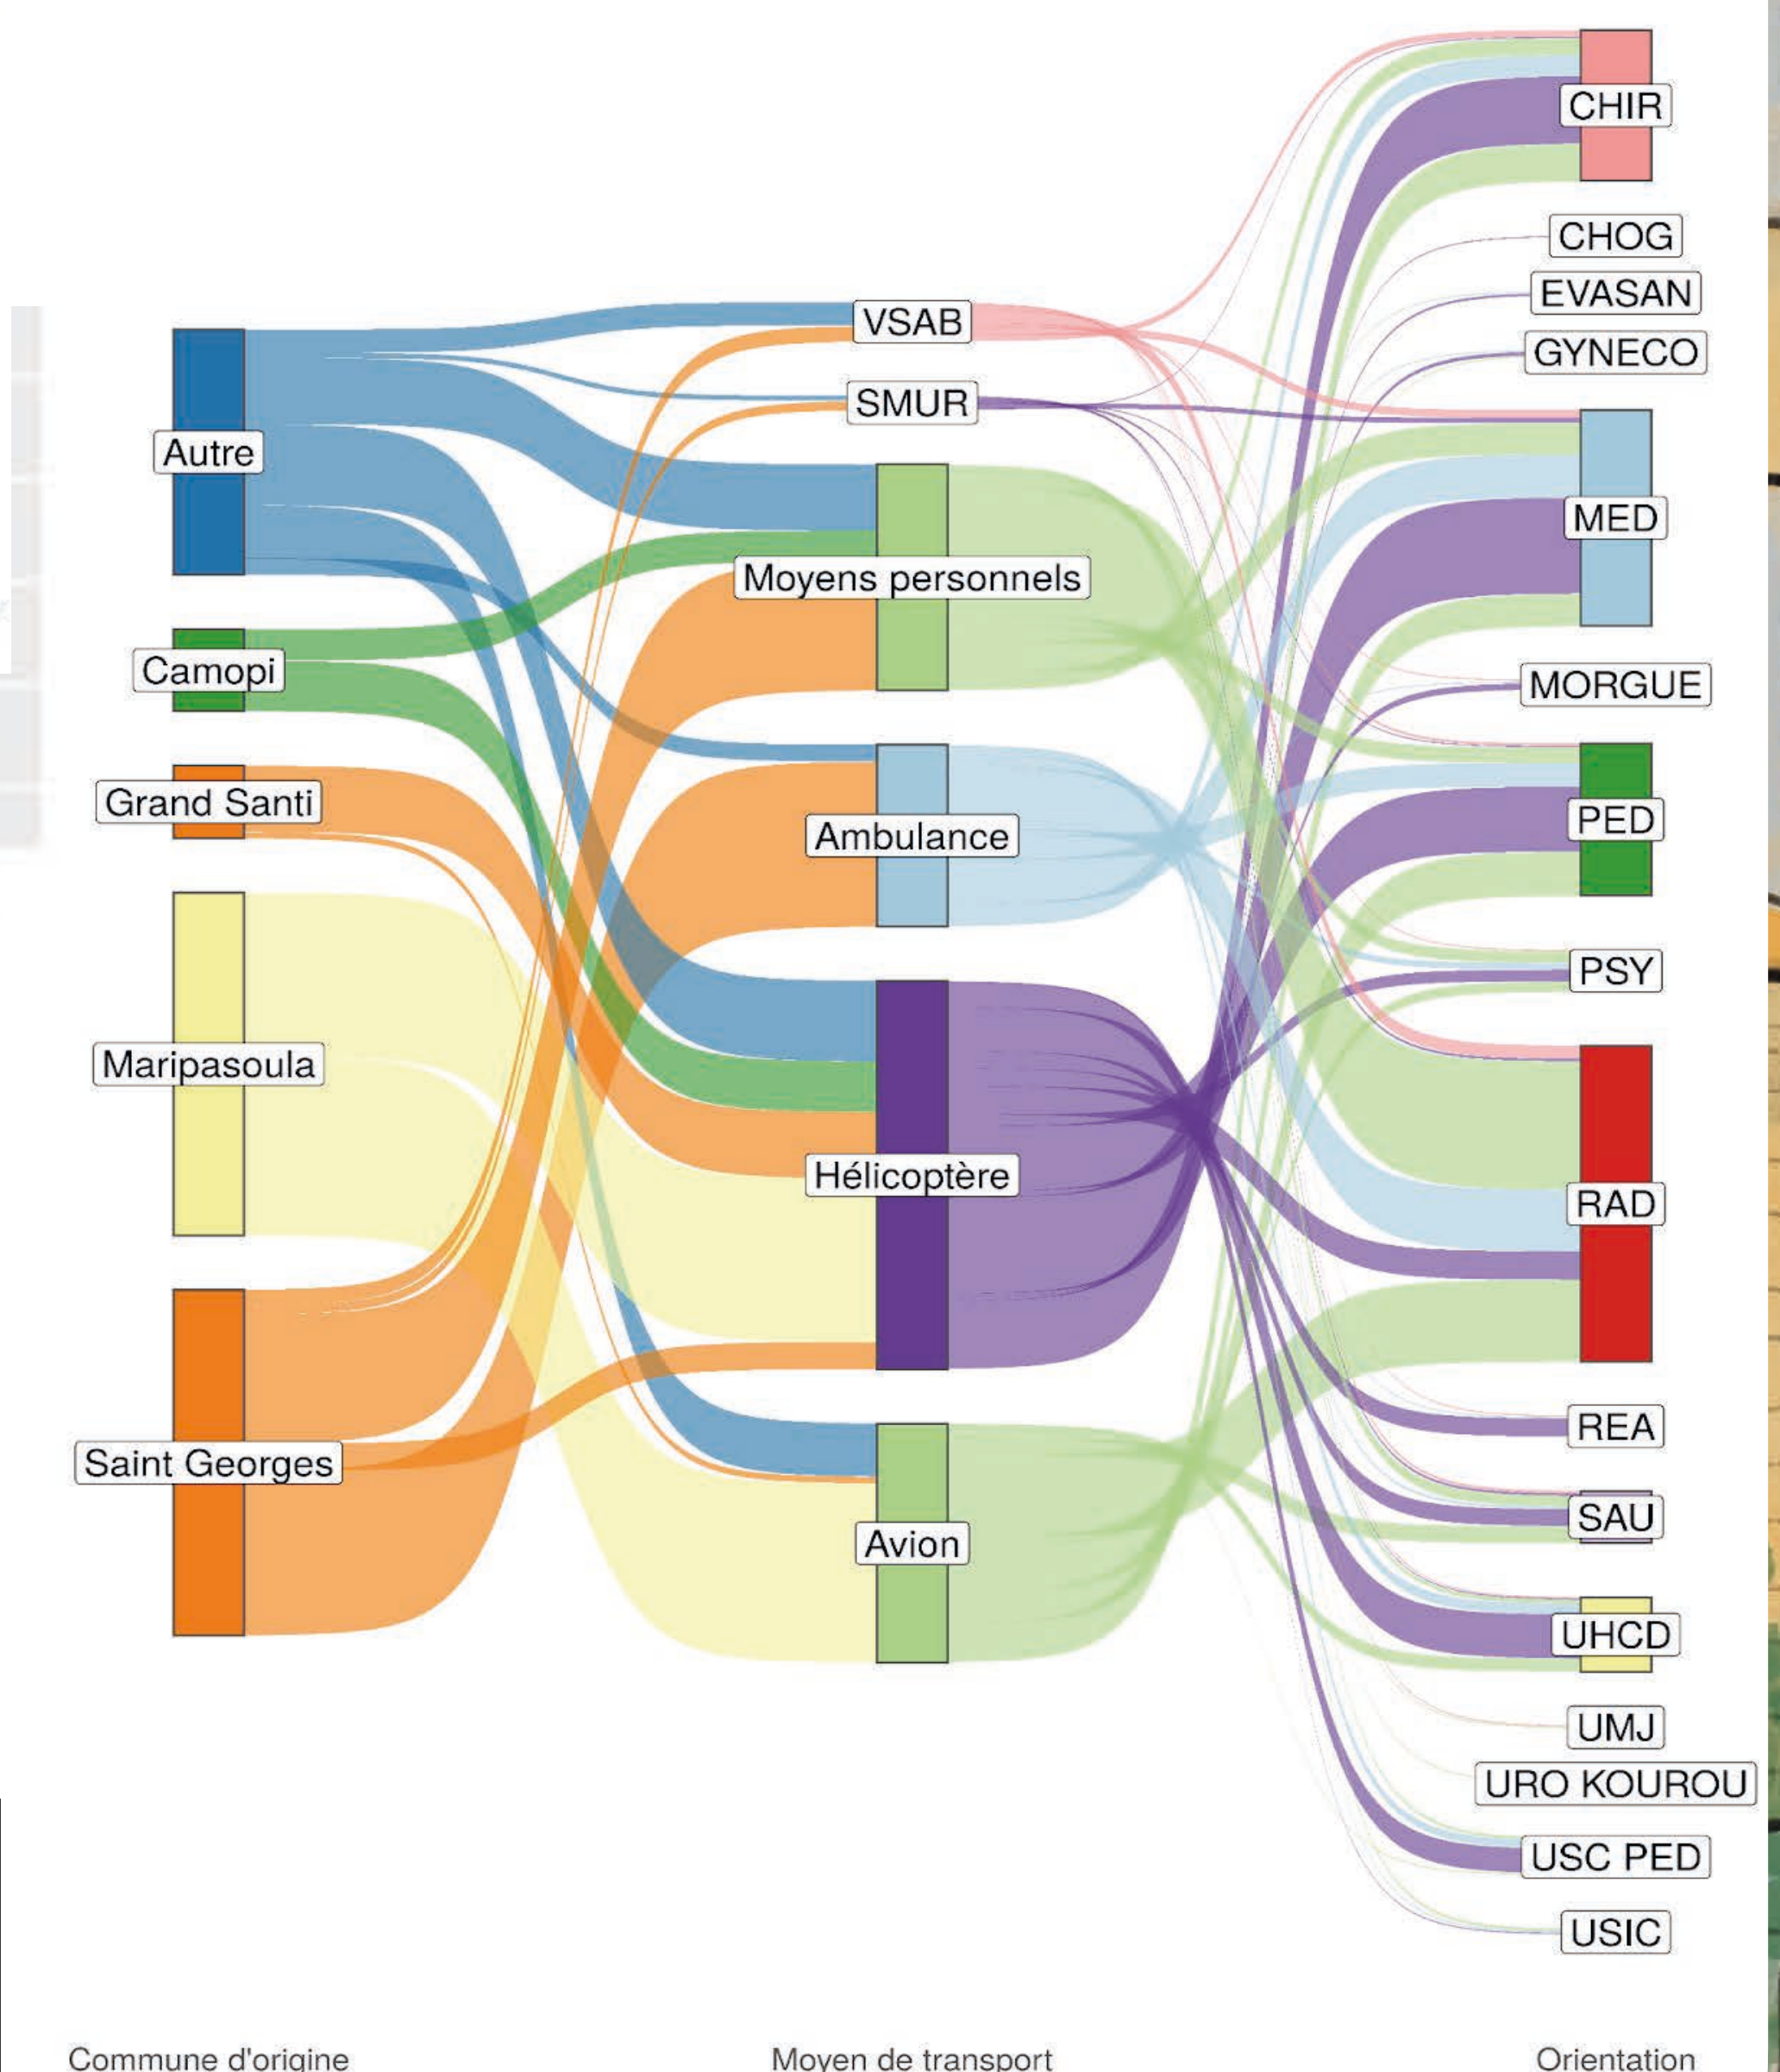 Autre
Camopi
Grand Santi
Maripasoula
Saint Georges
VSAB
SMUR
Moyens personnels
Ambulance
Hélicoptère
Avion
CHIR
CHOG
EVASAN
GYNECO
MED
MORGUE
PED
PSY
RAD
REA
SAU
UHCD
UMJ
URO KOUROU
USC PED
USIC
Commune d'origine
Moyen de transport
Orientation